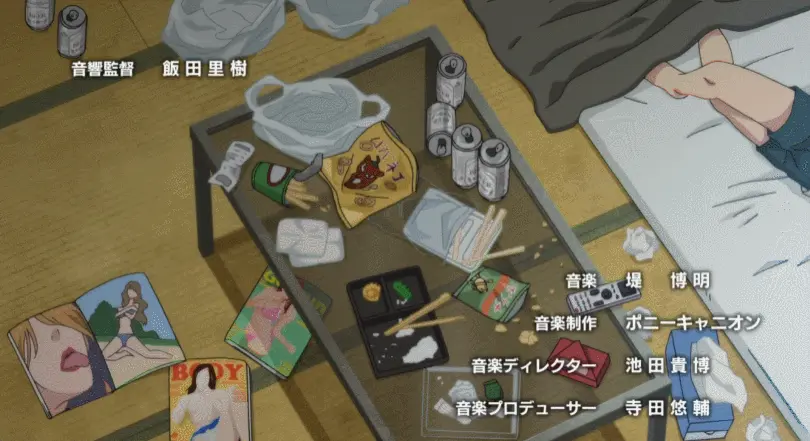 音響監督 飯田里樹
音楽 堤 博明
音楽制作 ポニーキャニオン
音楽ディレクター 池田貴博
音楽プロデューサー 寺田悠輔
BODY